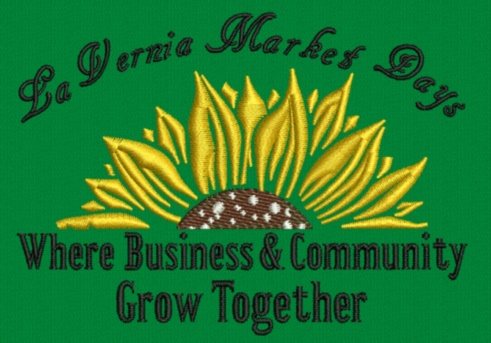 La Vernia Market Days
Where Business & Community
Grow Together